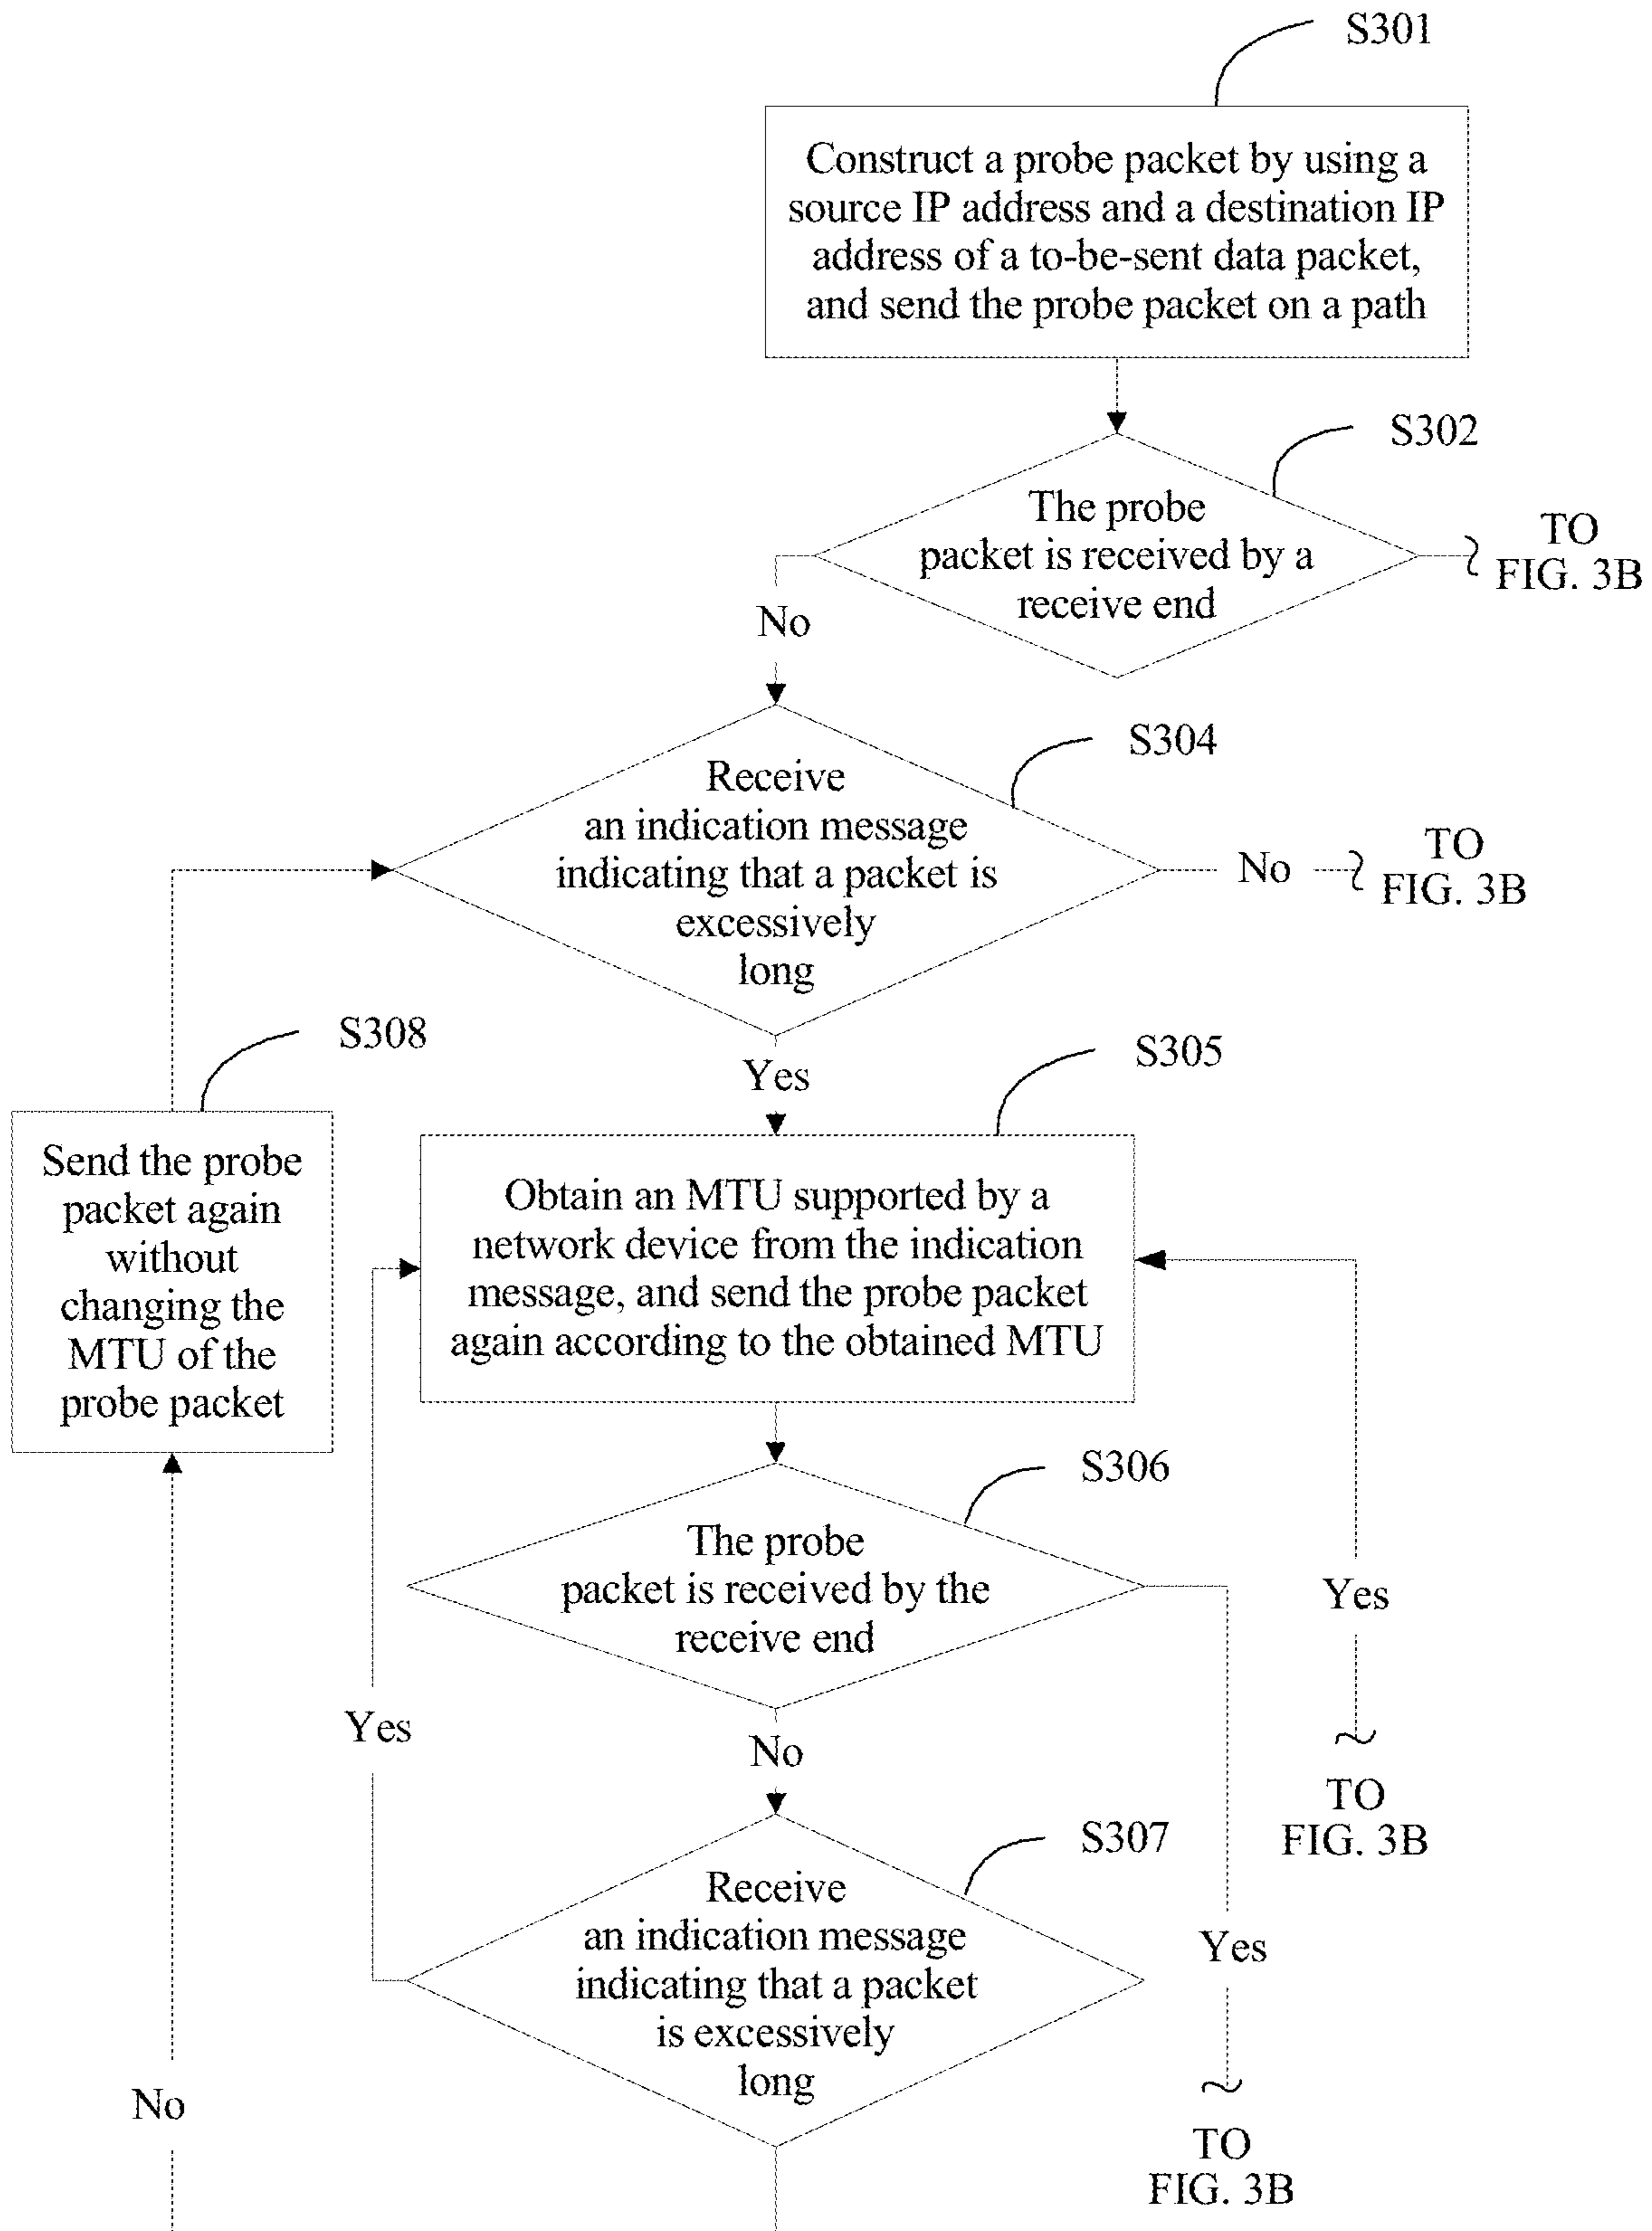 S301
Construct a probe packet by using a
source IP address and a destination IP
address of a to-be-sent data packet,
and send the probe packet on a path
S302
The probe
packet is received by a
receive end
TO
FIG. 3B
No
S304
Receive
an indication message
indicating that a packet is
excessively
long
No
TO
FIG. 3B
Yes
S308
Send the probe
packet again
without
changing the
MTU of the
probe packet
S305
Obtain an MTU supported by a
network device from the indication
message, and send the probe packet
again according to the obtained MTU
S306
The probe
packet is received by the
receive end
Yes
TO
FIG. 3B
Yes
No
S307
Receive
an indication message
indicating that a packet
is excessively
long
Yes
TO
FIG. 3B
No